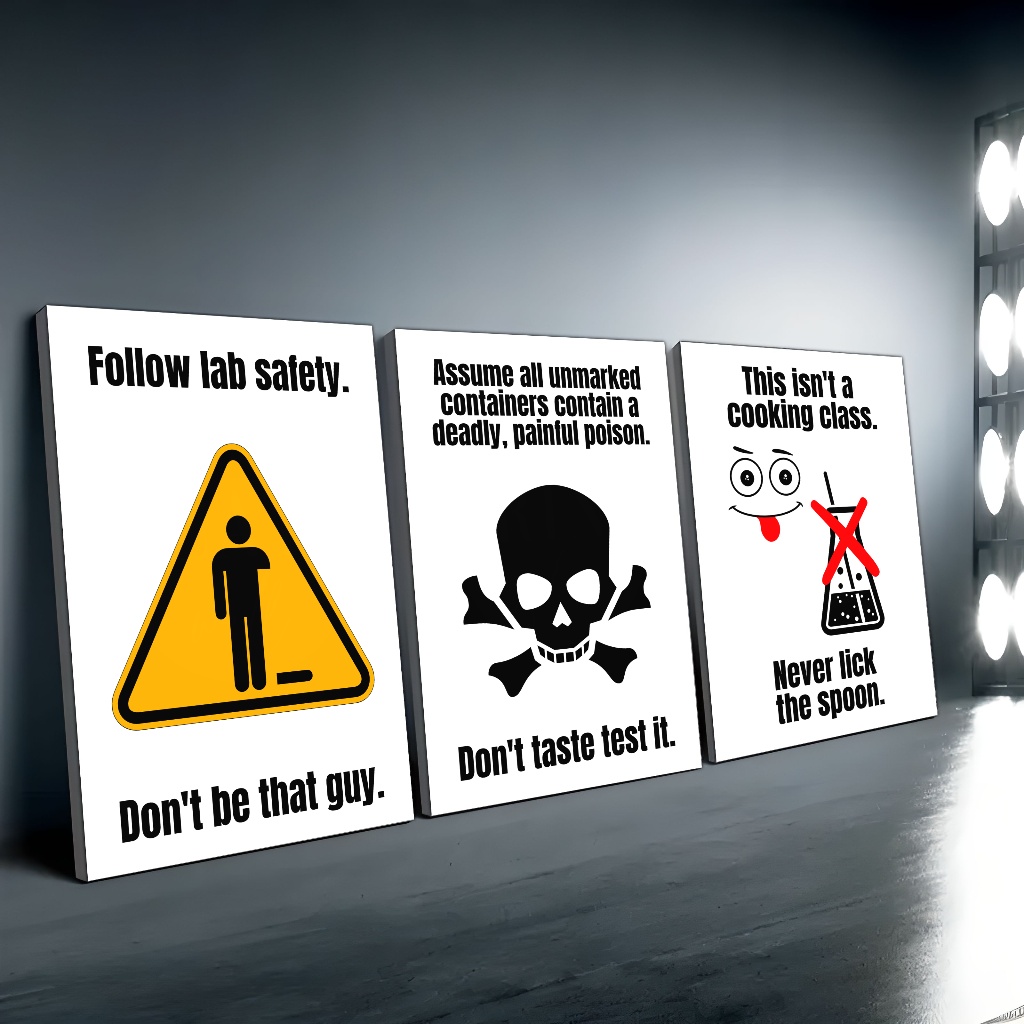 Follow lab safety.
Don't be that guy.
Assume all unmarked
containers contain a
deadly, painful poison.
Don't taste test it.
This isn't a
cooking class.
Never lick
the spoon.